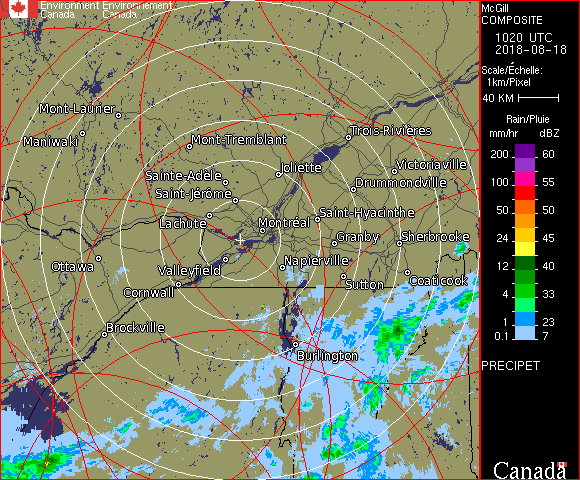 Environment Environnement
Canada Canada
McGill
COMPOSITE
1020 UTC
2018-08-18
Scale/Échelle:
1km/Pixel
40 KM
Rain/Pluie
mm/hr dBZ
200 60
100 55
50 50
24 45
12 40
4 33
2 23
0.1 7
PRECIPET
Mont-Laurier
Maniwaki
Mont-Tremblant
Trois-Rivières
Sainte-Adèle
Joliette
Victoriaville
Saint-Jérôme
Drummondville
Lachute
Montréal
Saint-Hyacinthe
Granby
Sherbrooke
Ottawa
Valleyfield
Napierville
Cornwall
Sutton
Coaticook
Brockville
Burlington
Canada